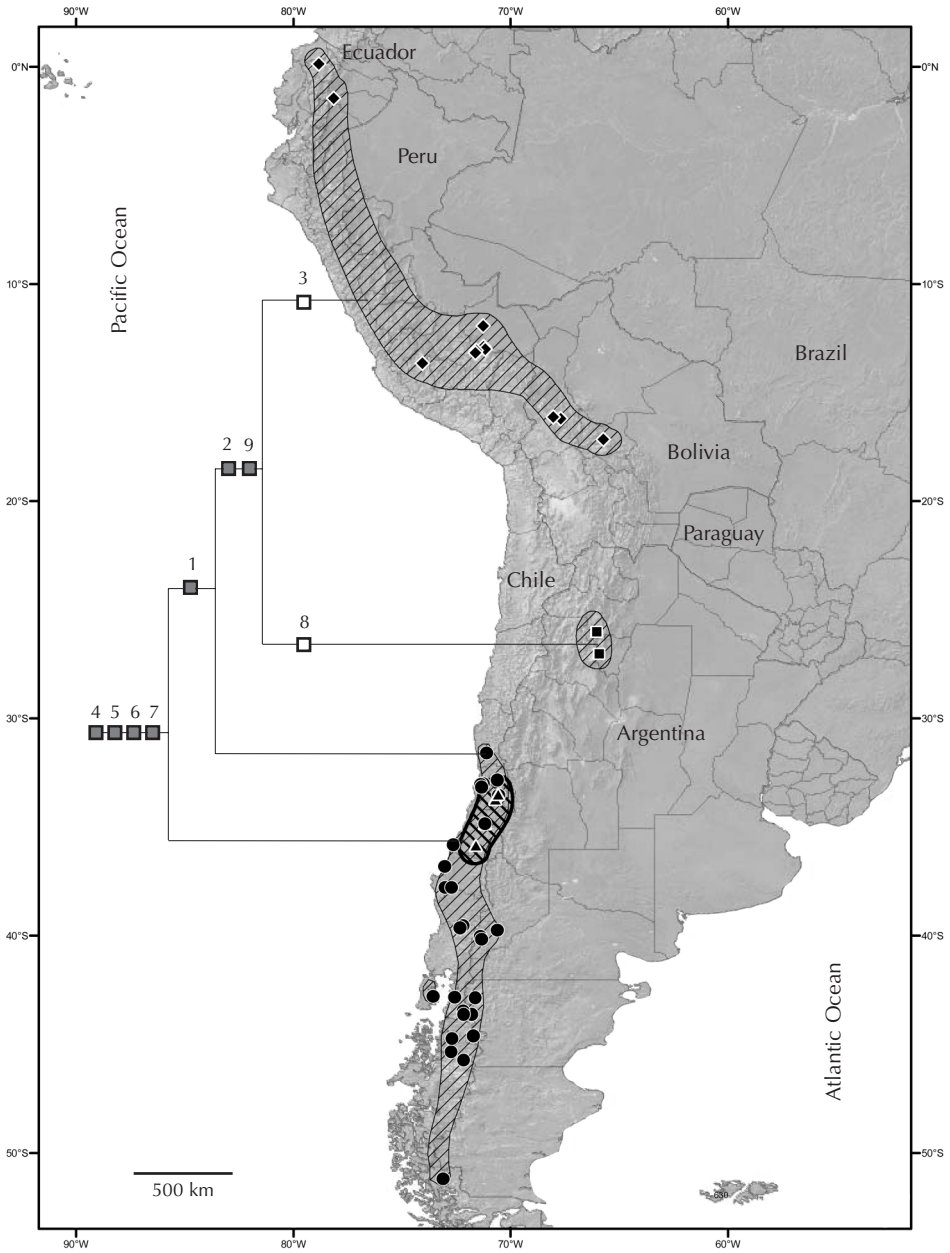 90°W 80°W 70°W 60°W
Ecuador
0°N 0°N
Peru
Pacific Ocean
3
10°S 10°S
Brazil
2 9
Bolivia
20°S 20°S
Paraguay
1
Chile
8
4 5 6 7
30°S 30°S
Argentina
40°S 40°S
Atlantic Ocean
50°S 50°S
500 km
680
90°W 80°W 70°W 60°W